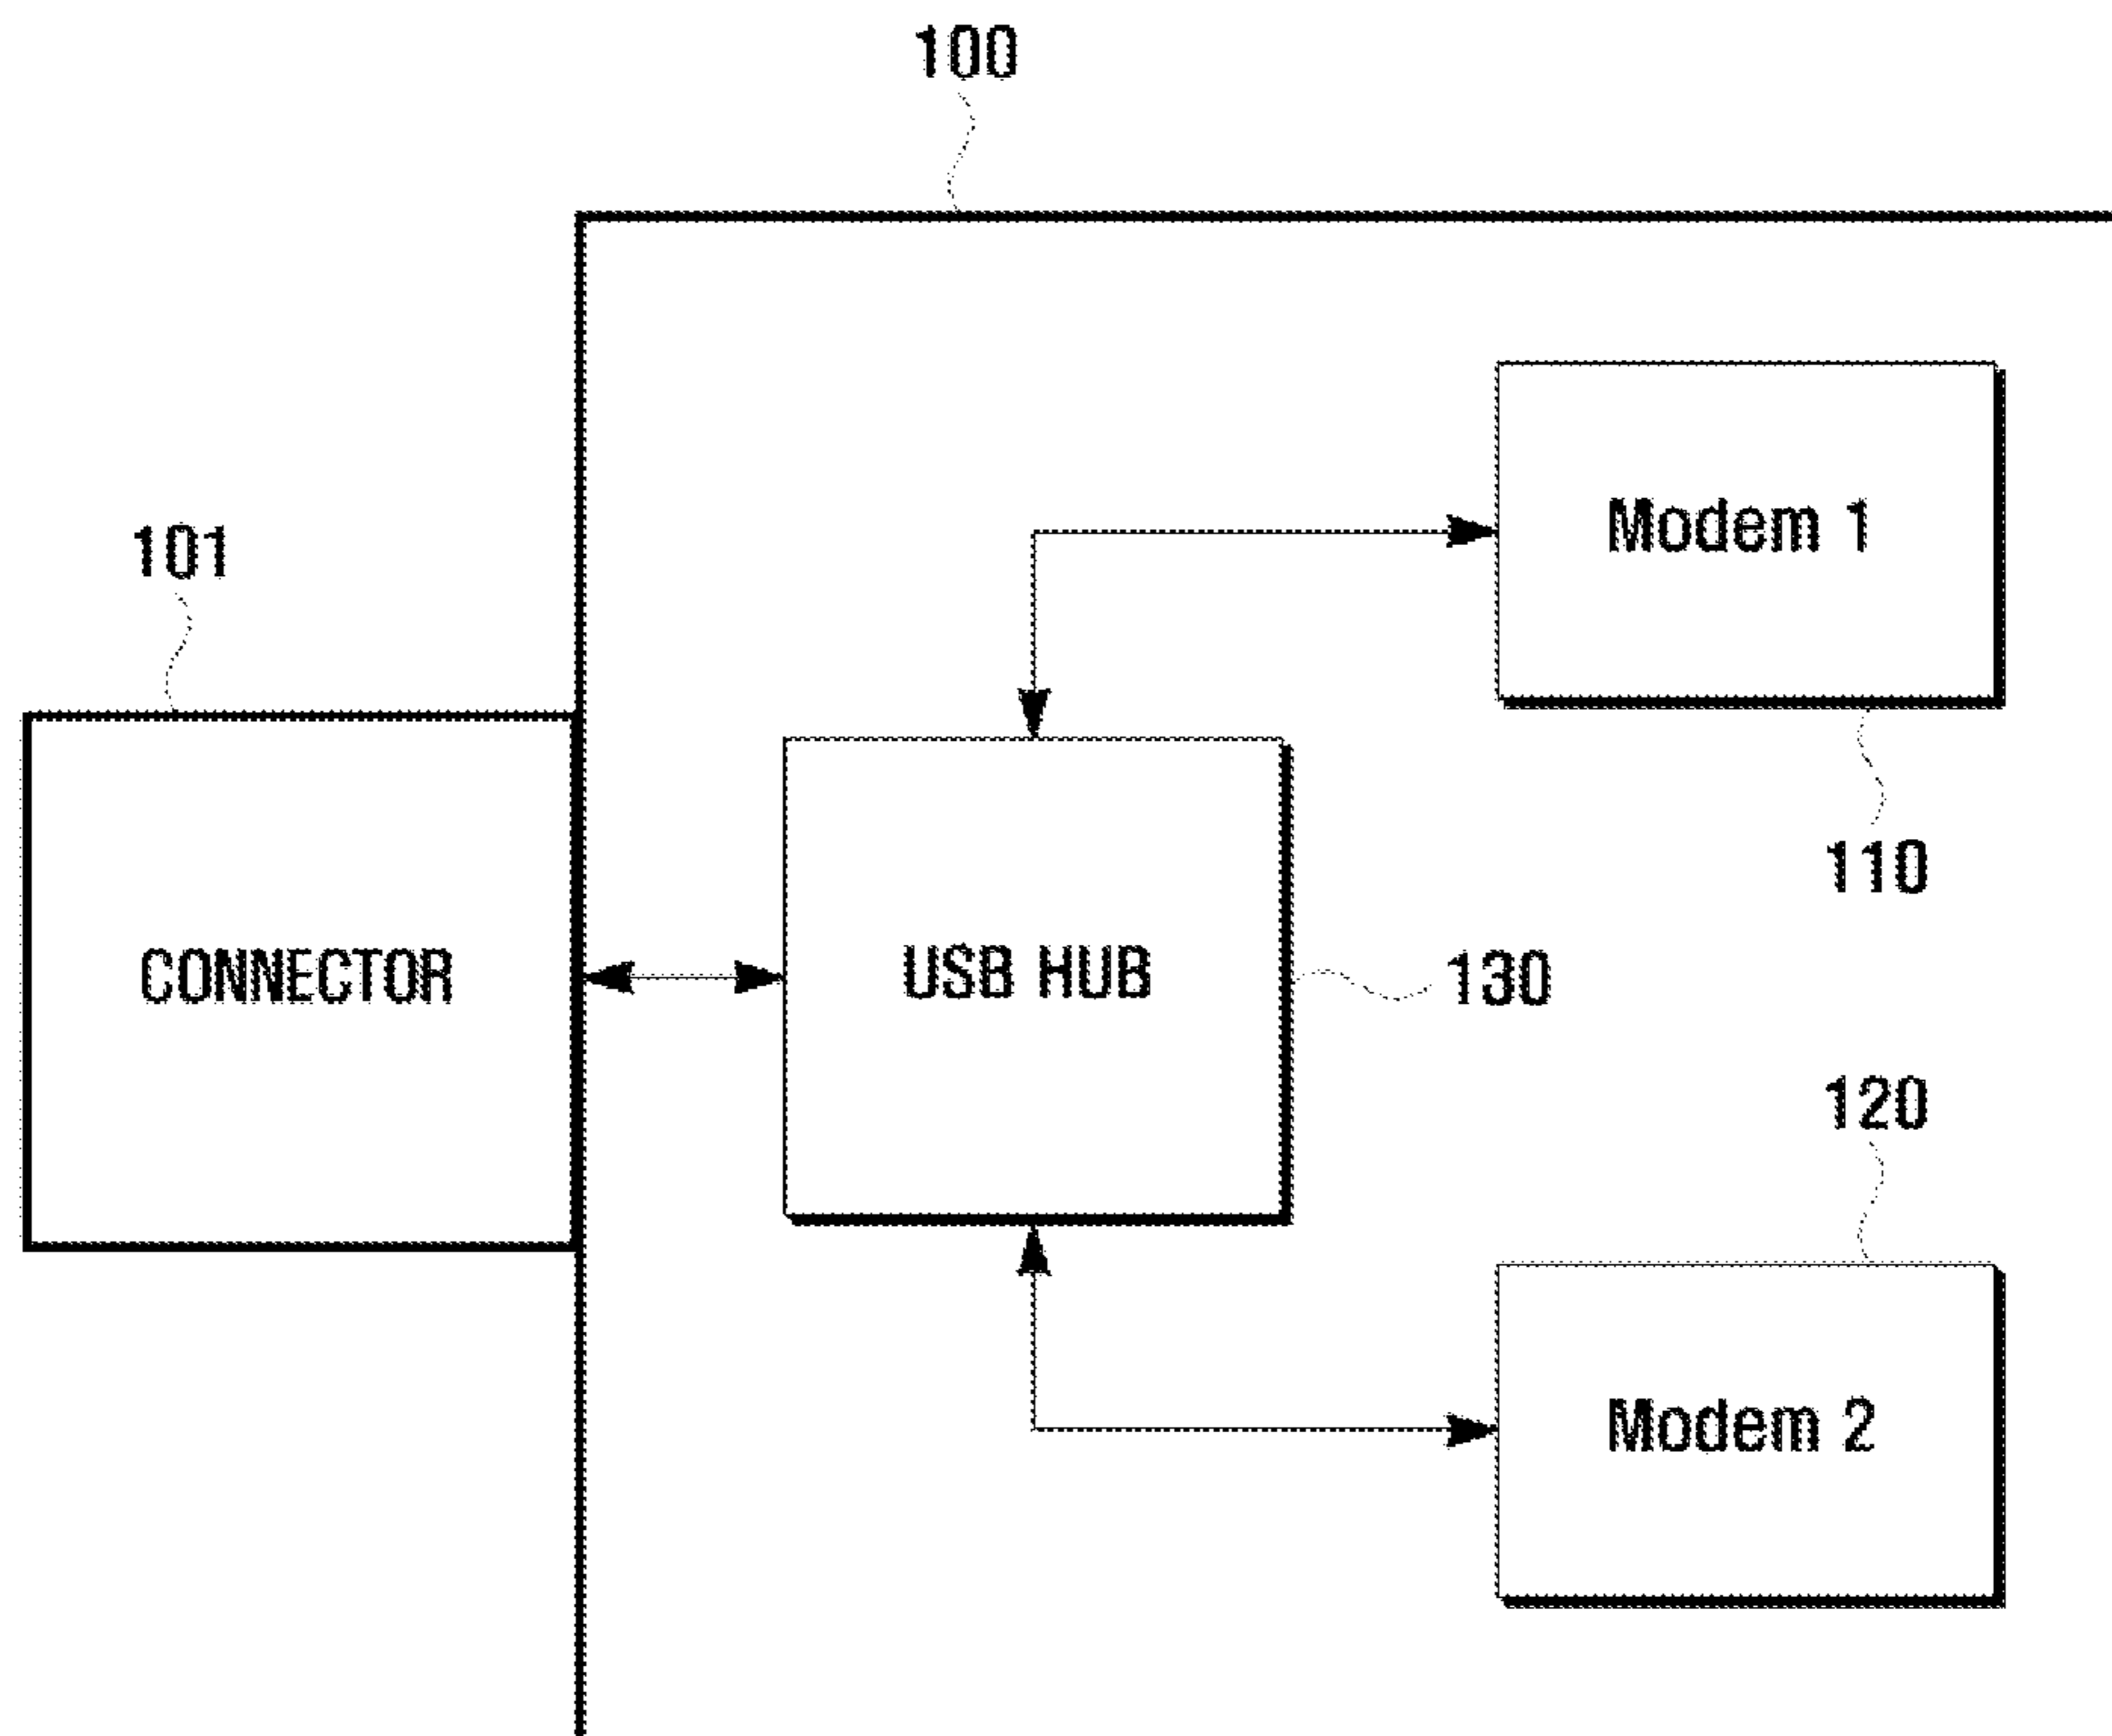 100
101
Modem 1
110
CONNECTOR
USB HUB
130
120
Modem 2